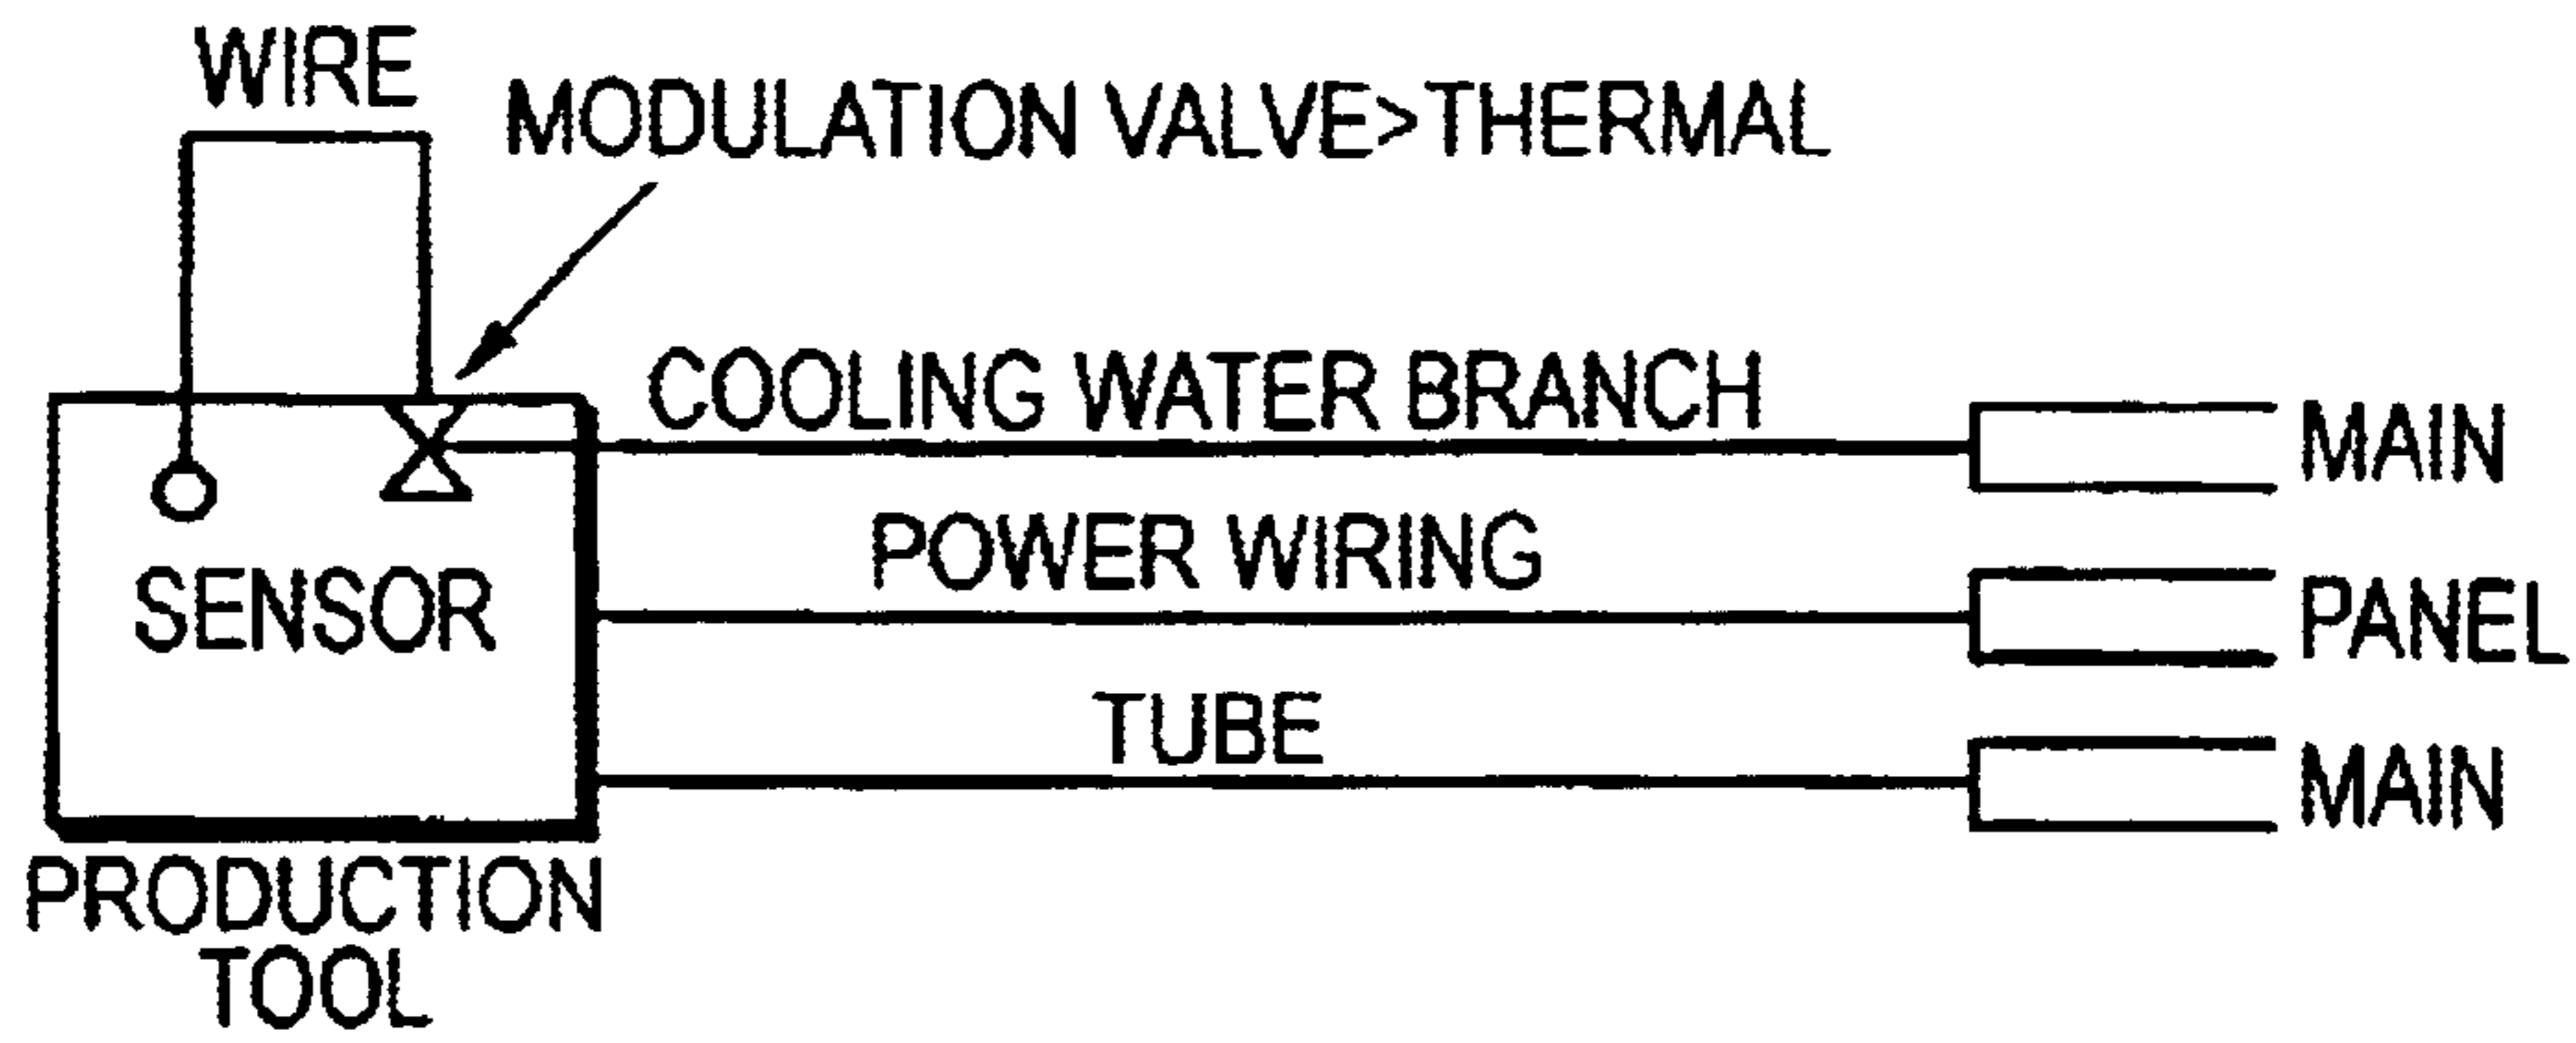 WIRE
MODULATION VALVE>THERMAL
COOLING WATER BRANCH
MAIN
POWER WIRING
PANEL
SENSOR
TUBE
MAIN
PRODUCTION
TOOL